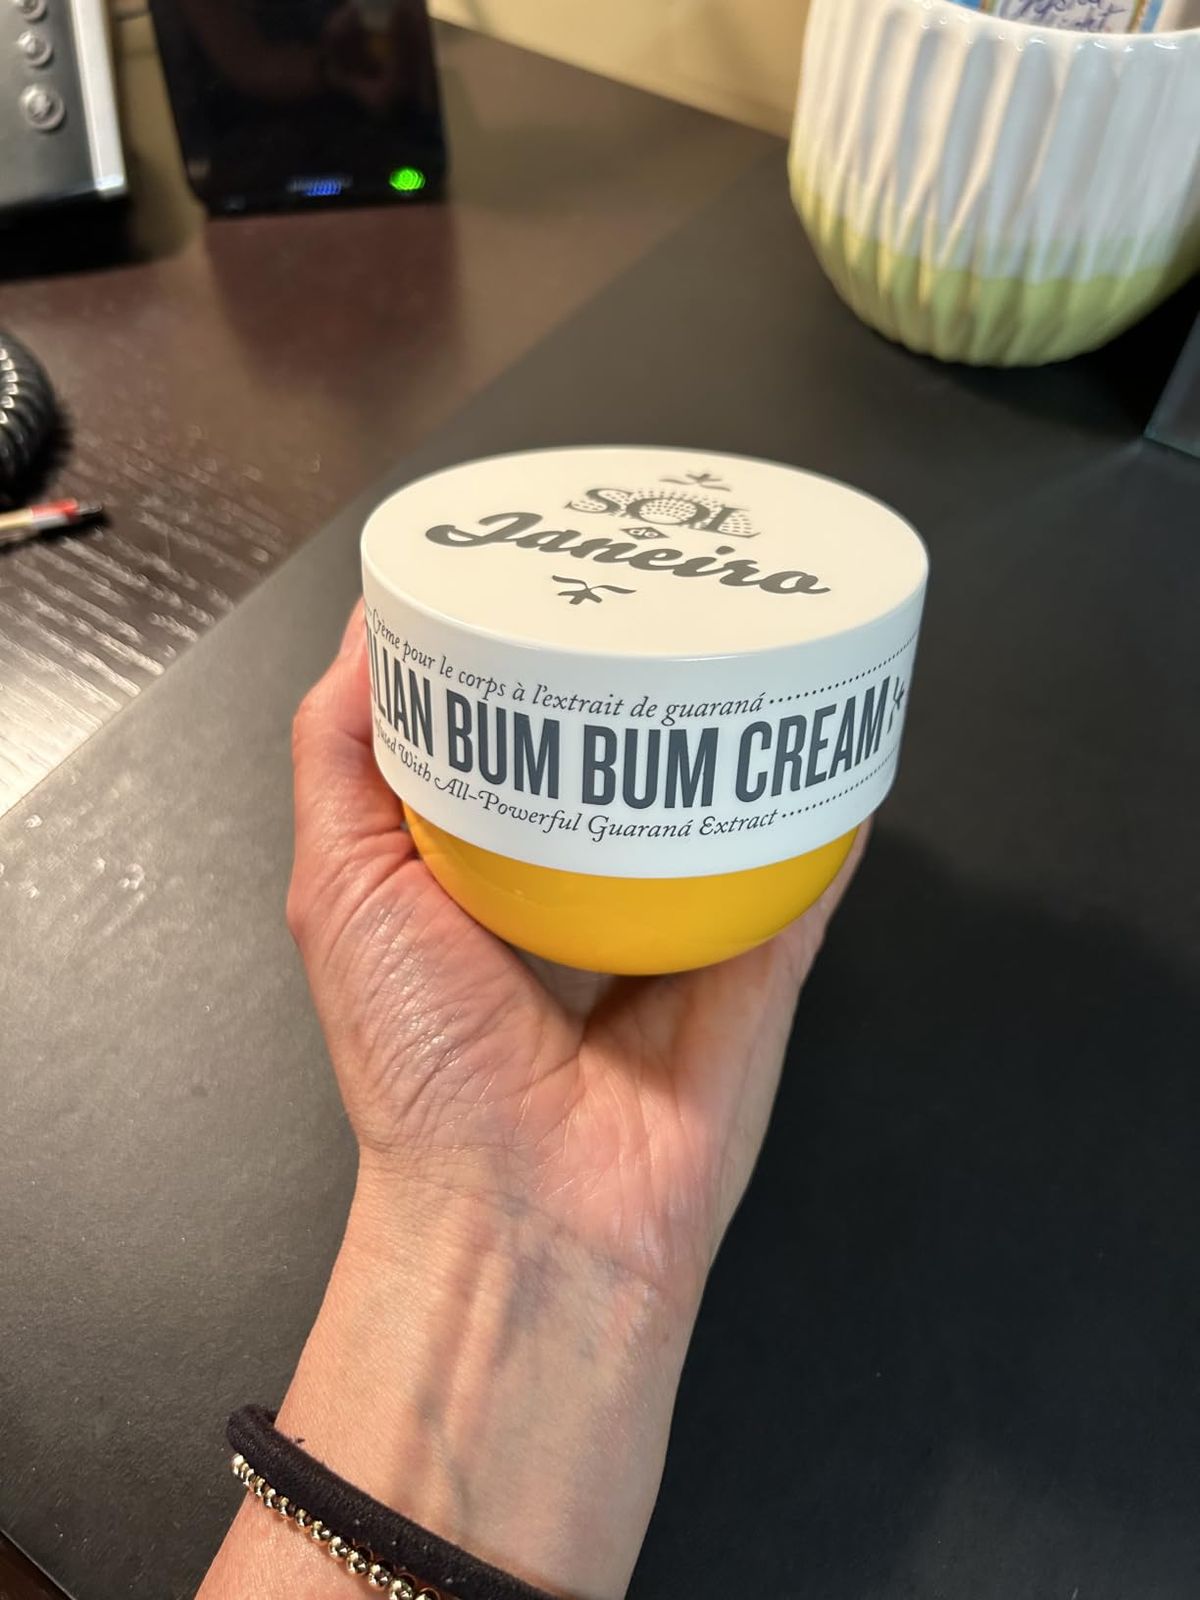 SOL
de
Janeiro
Crème pour le corps à l'extrait de guaraná
ILIAN BUM BUM CREAM
With All-Powerful Guaraná Extract